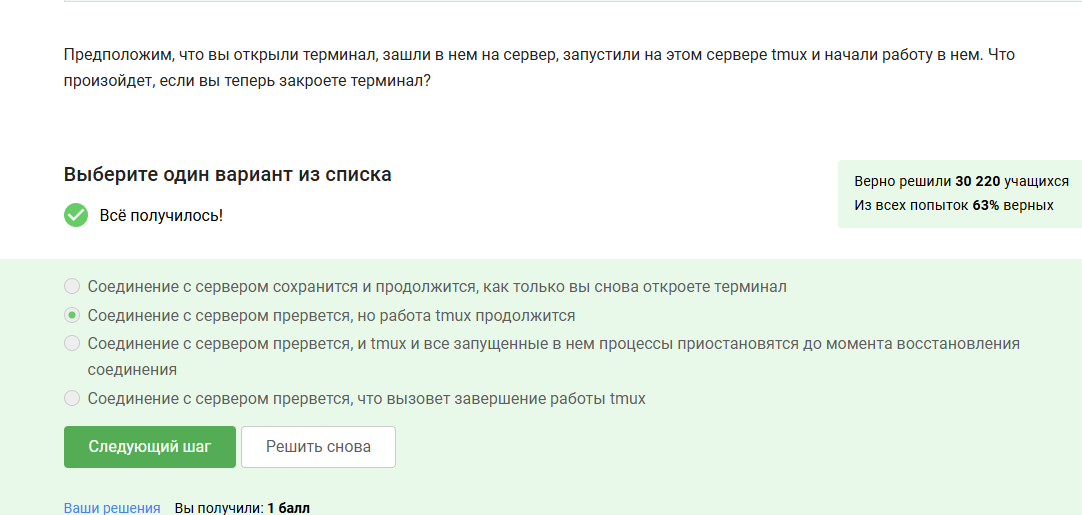 Предположим, что вы открыли терминал, зашли в нем на сервер, запустили на этом сервере tmux и начали работу в нем. Что
произойдет, если вы теперь закроете терминал?
Выберите один вариант из списка
Всё получилось!
Верно решили 30 220 учащихся
Из всех попыток 63% верных
Соединение с сервером сохранится и продолжится, как только вы снова откроете терминал
Соединение с сервером прервется, но работа tmux продолжится
Соединение с сервером прервется, и tmux и все запущенные в нем процессы приостановятся до момента восстановления
соединения
Соединение с сервером прервется, что вызовет завершение работы tmux
Следующий шаг
Решить снова
Ваши решения Вы получили: 1 балл